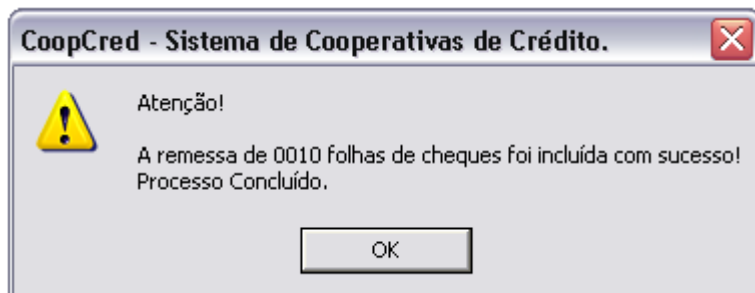 CoopCred - Sistema de Cooperativas de Crédito.
Atenção!
A remessa de 0010 folhas de cheques foi incluída com sucesso!
Processo Concluído.
OK